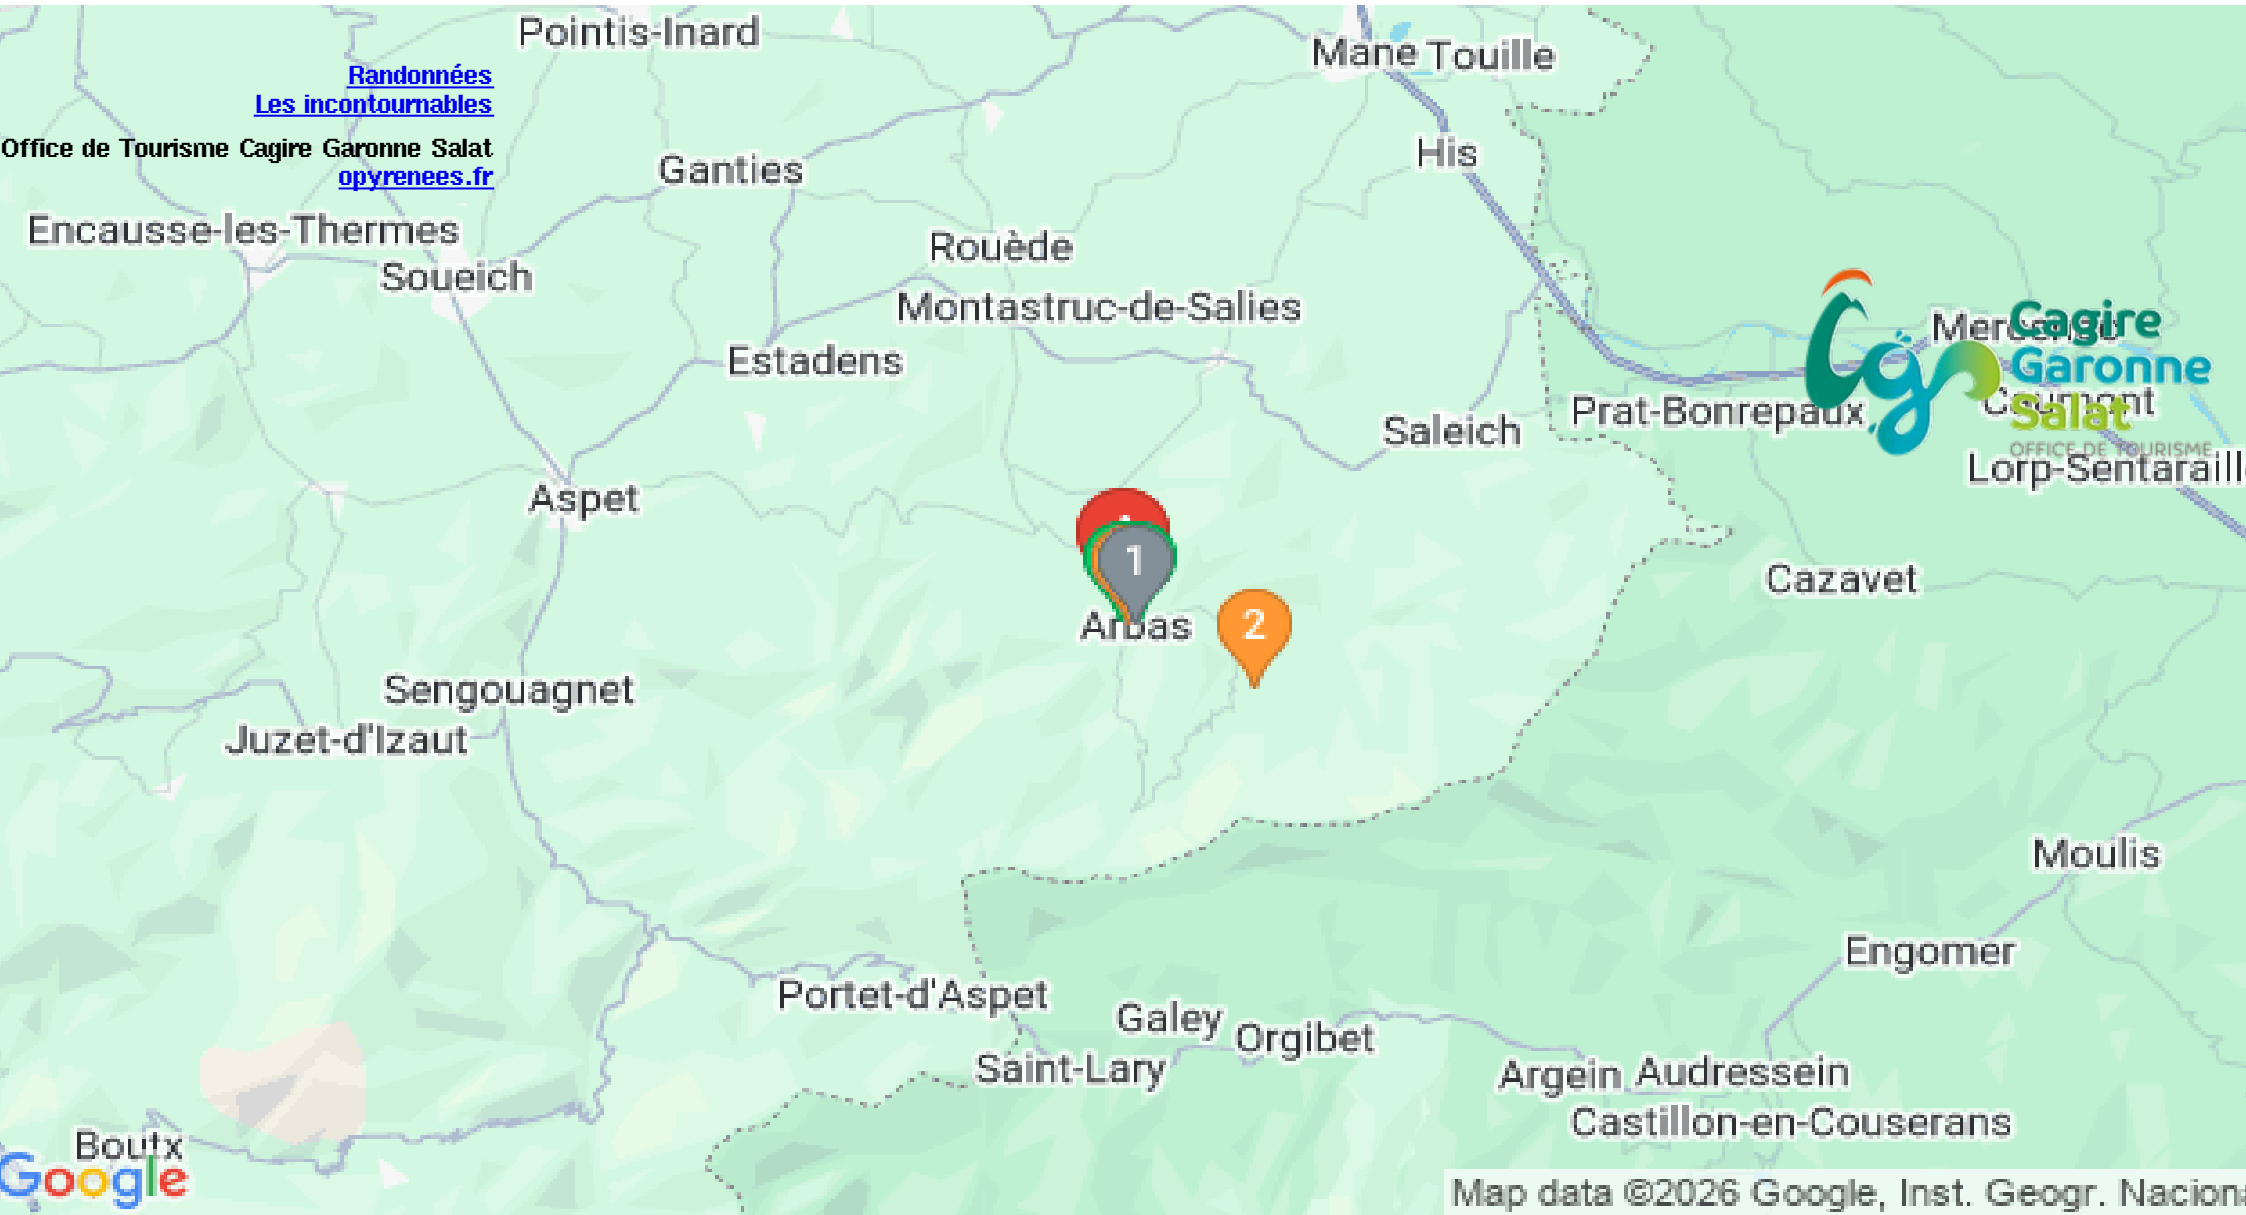 Pointis-Inard
Mane Touille
Randonnées
Les incontournables
Office de Tourisme Cagire Garonne Salat
opyrenees.fr
His
Ganties
Encausse-les-Thermes
Soueich
Rouède
Montastruc-de-Salies
Estadens
Cagire
Garonne
Salat
OFFICE DE TOURISME
Prat-Bonrepaux
Saleich
Aspet
1
Arbas
2
Cazavet
Sengouagnet
Juzet-d'Izaut
Moulis
Engomer
Portet-d'Aspet
Galey
Orgibet
Saint-Lary
Argein
Audressein
Castillon-en-Couserans
Boutx
Google
Map data ©2026 Google, Inst. Geogr.